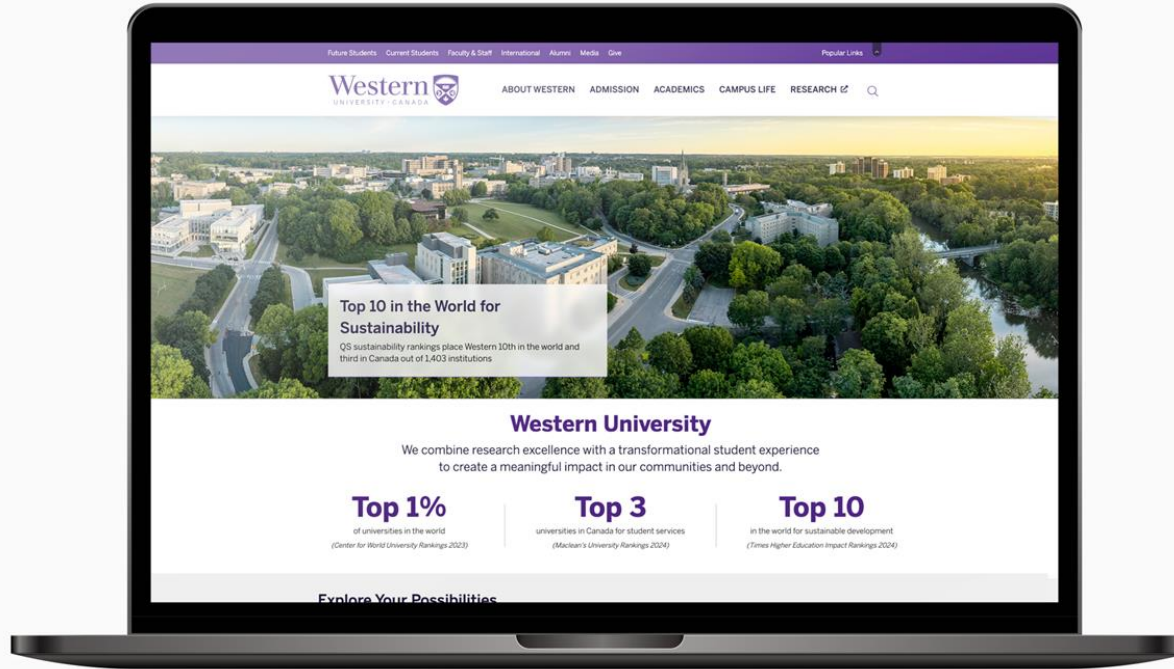 Future Students Current Students Faculty & Staff International Alumni Media Give Popular Links
Western
UNIVERSITY · CANADA
ABOUT WESTERN ADMISSION ACADEMICS CAMPUS LIFE RESEARCH
Top 10 in the World for
Sustainability
QS sustainability rankings place Western 10th in the world and
third in Canada out of 1,403 institutions
Western University
We combine research excellence with a transformational student experience
to create a meaningful impact in our communities and beyond.
Top 1%
of universities in the world
(Center for World University Rankings 2023)
Top 3
universities in Canada for student services
(Maclean's University Rankings 2024)
Top 10
in the world for sustainable development
(Times Higher Education Impact Rankings 2024)
Explore Your Possibilities